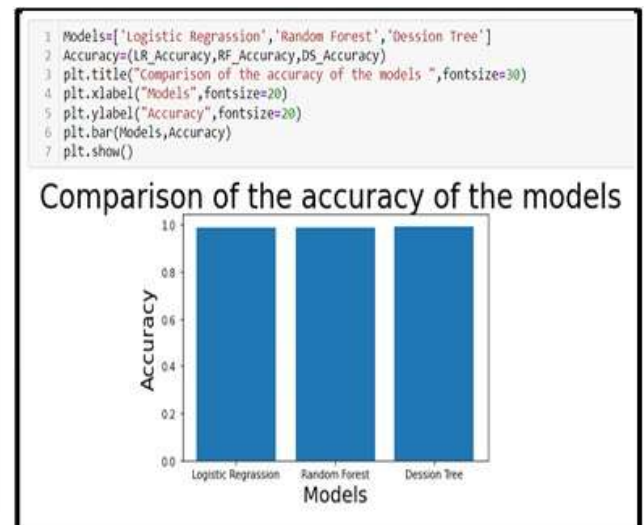 1 Models=['Logistic Regrassion','Random Forest','Dession Tree']
2 Accuracy=(LR_Accuracy,RF_Accuracy,DS_Accuracy)
3 plt.title("Comparison of the accuracy of the models ",fontsize=30)
4 plt.xlabel("Models",fontsize=20)
5 plt.ylabel("Accuracy",fontsize=20)
6 plt.bar(Models,Accuracy)
7 plt.show()
Comparison of the accuracy of the models
1.0
0.8
0.6
0.4
0.2
0.0
Accuracy
Logistic Regrassion Random Forest Dession Tree
Models